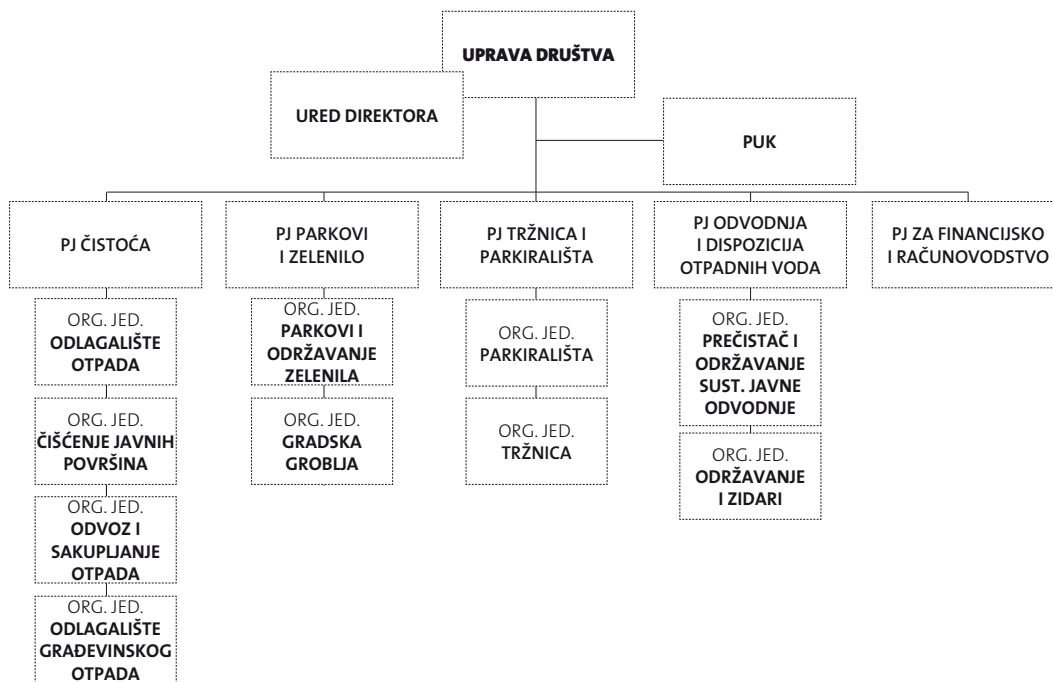 UPRAVA DRUŠTVA
URED DIREKTORA
PUK
PJ ČISTOĆA
PJ PARKOVI
I ZELENILO
PJ TRŽNICA I
PARKIRALIŠTA
PJ ODVODNJA
I DISPOZICIJA
OTPADNIH VODA
PJ ZA FINANCIJSKO
I RAČUNOVODSTVO
ORG. JED.
ODLAGALIŠTE
OTPADA
ORG. JED.
ČIŠĆENJE JAVNIH
POVRŠINA
ORG. JED.
ODVOZ I
SAKUPLJANJE
OTPADA
ORG. JED.
ODLAGALIŠTE
GRAĐEVINSKOG
OTPADA
ORG. JED.
PARKOVI I
ODRŽAVANJE
ZELENILA
ORG. JED.
GRADSKA
GROBLJA
ORG. JED.
PARKIRALIŠTA
ORG. JED.
TRŽNICA
ORG. JED.
PREČISTAČ I
ODRŽAVANJE
SUST. JAVNE
ODVODNJE
ORG. JED.
ODRŽAVANJE
I ZIDARI